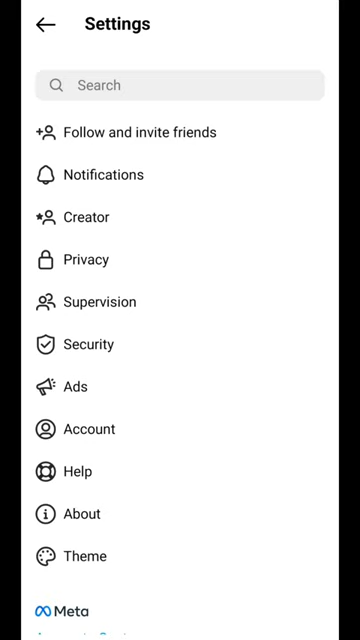 Settings
Search
Follow and invite friends
Notifications
Creator
Privacy
Supervision
Security
Ads
Account
Help
About
Theme
Meta